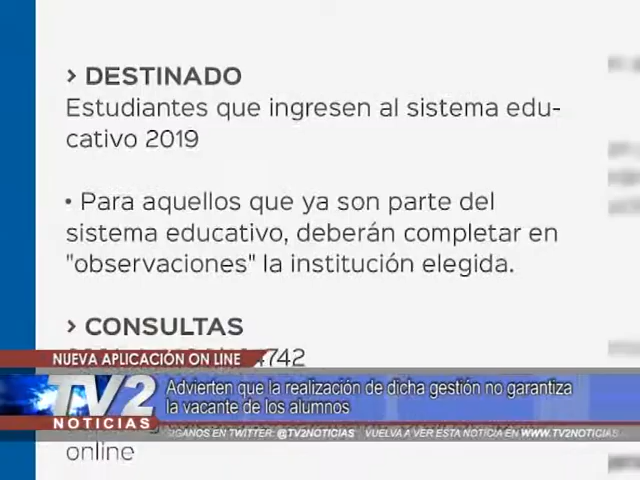 > DESTINADO
Estudiantes que ingresen al sistema edu-
cativo 2019
• Para aquellos que ya son parte del
sistema educativo, deberán completar en
"observaciones" la institución elegida.
> CONSULTAS
4742
NUEVA APLICACIÓN ON LINE
TV2
NOTICIAS
Advierten que la realización de dicha gestión no garantiza
la vacante de los alumnos
IGANOS EN TWITTER: @TV2NOTICIAS VUELVA A VER ESTA NOTICIA EN WWW.TV2NOTICIAS
online